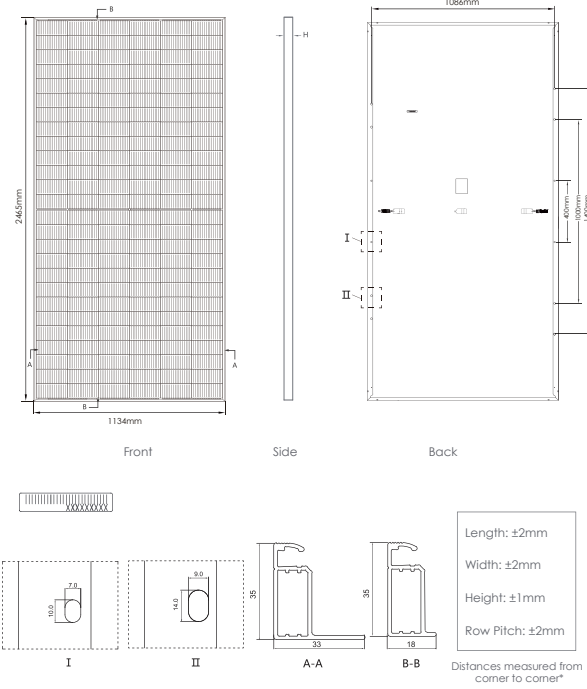 B
H
1086mm
2465mm
400mm
1000mm
I
II
A
A
B
1134mm
Front
Side
Back
7.0
10.0
I
9.0
14.0
II
35
33
A-A
35
18
B-B
Length: ±2mm
Width: ±2mm
Height: ±1mm
Row Pitch: ±2mm
Distances measured from
corner to corner*